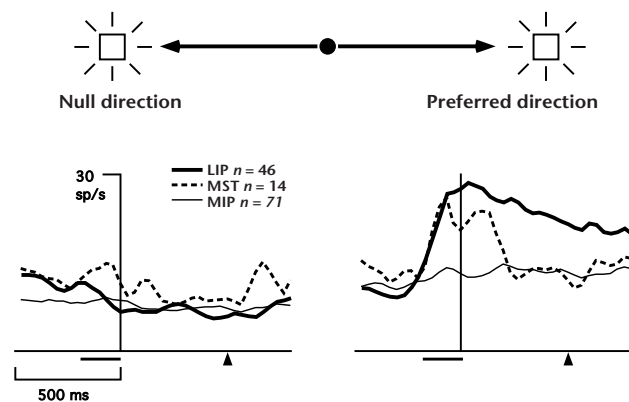 Null direction
Preferred direction
30
sp/s
LIP n = 46
MST n = 14
MIP n = 71
500 ms